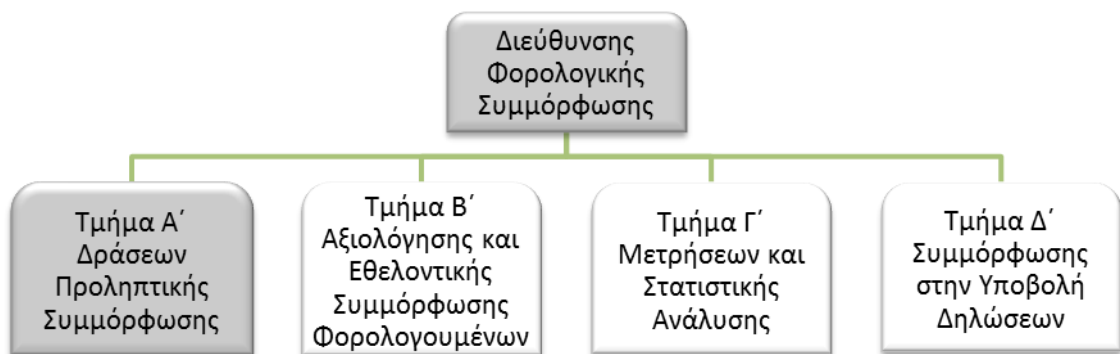 Διεύθυνσης
Φορολογικής
Συμμόρφωσης
Τμήμα Α΄
Δράσεων
Προληπτικής
Συμμόρφωσης
Τμήμα Β΄
Αξιολόγησης και
Εθελοντικής
Συμμόρφωσης
Φορολογουμένων
Τμήμα Γ΄
Μετρήσεων και
Στατιστικής
Ανάλυσης
Τμήμα Δ΄
Συμμόρφωσης
στην Υποβολή
Δηλώσεων